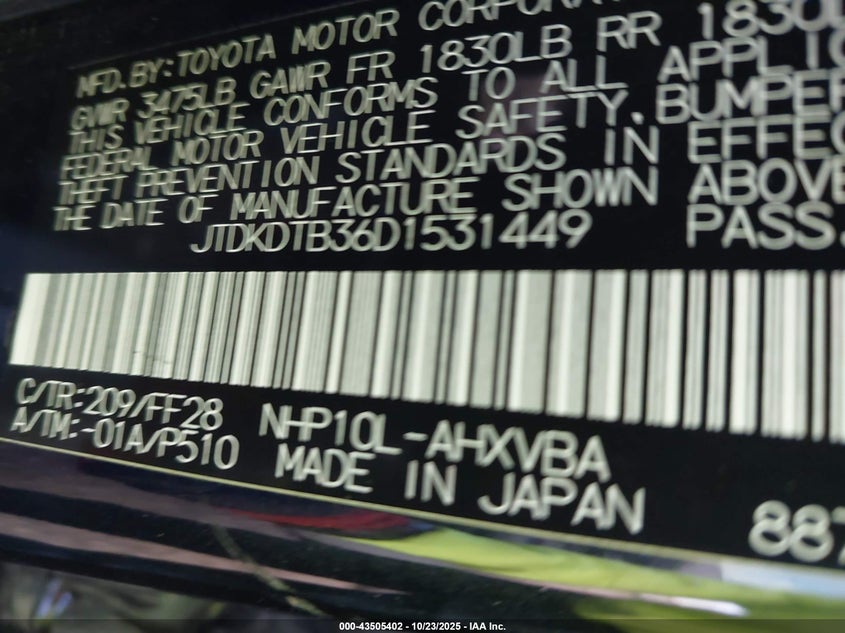 MFD.BY:TOYOTA MOTOR CORPORAT
GVWR 3475LB GAWR FR 1830LB RR 1830L
THIS VEHICLE CONFORMS TO ALL APPLIC
FEDERAL MOTOR VEHICLE SAFETY,BUMPER
THEFT PREVENTION STANDARDS IN EFFEC
THE DATE OF MANUFACTURE SHOWN ABOVE
JTDKDTB36D1531449 PASS.
C/TR:209/FF28 NHP10L-AHXVBA
A/TM:-01A/P510 MADE IN JAPAN
887
000-43505402 - 10/23/2025 - IAA Inc.